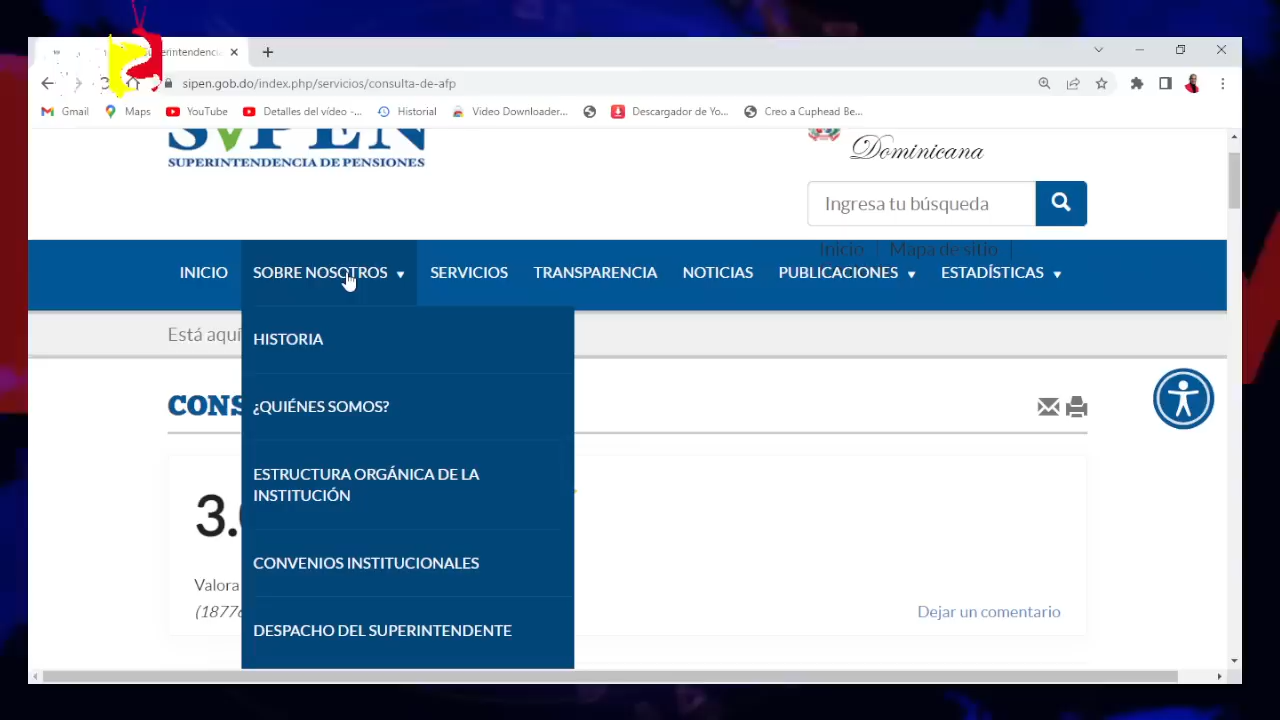 Superintendencia
sipen.gob.do/index.php/servicios/consulta-de-afp
Gmail
Maps
YouTube
Detalles del vídeo -...
Historial
Video Downloader...
Descargador de Yo...
Creo a Cuphead Be...
SUPERINTENDENCIA DE PENSIONES
Dominicana
Ingresa tu búsqueda
Inicio | Mapa de sitio |
INICIO SOBRE NOSOTROS SERVICIOS TRANSPARENCIA NOTICIAS PUBLICACIONES ESTADÍSTICAS
Está aquí
HISTORIA
CONS
¿QUIÉNES SOMOS?
ESTRUCTURA ORGÁNICA DE LA
INSTITUCIÓN
3.
CONVENIOS INSTITUCIONALES
Valora
(1877
Dejar un comentario
DESPACHO DEL SUPERINTENDENTE